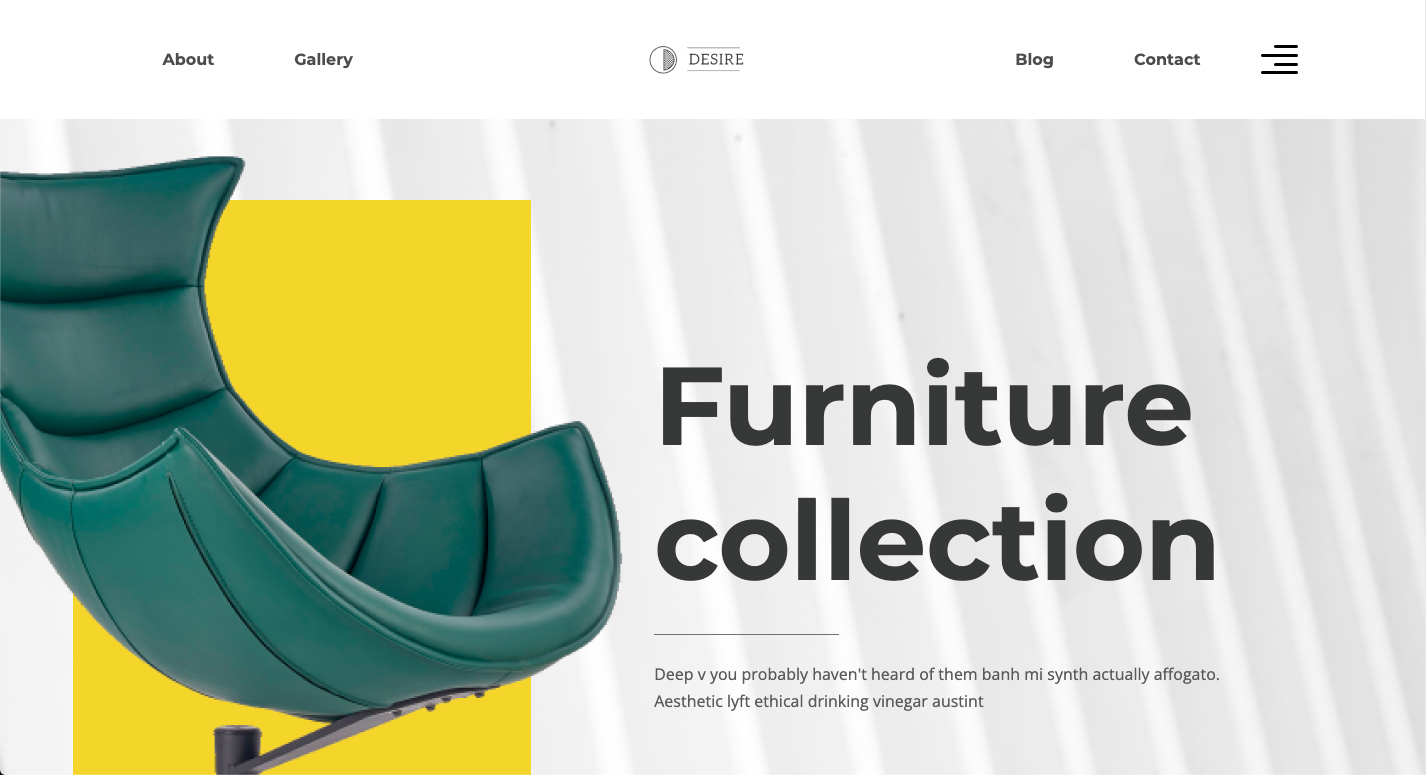 About
Gallery
DESIRE
Blog
Contact
Furniture
collection
Deep v you probably haven't heard of them banh mi synth actually affogato.
Aesthetic lyft ethical drinking vinegar austint